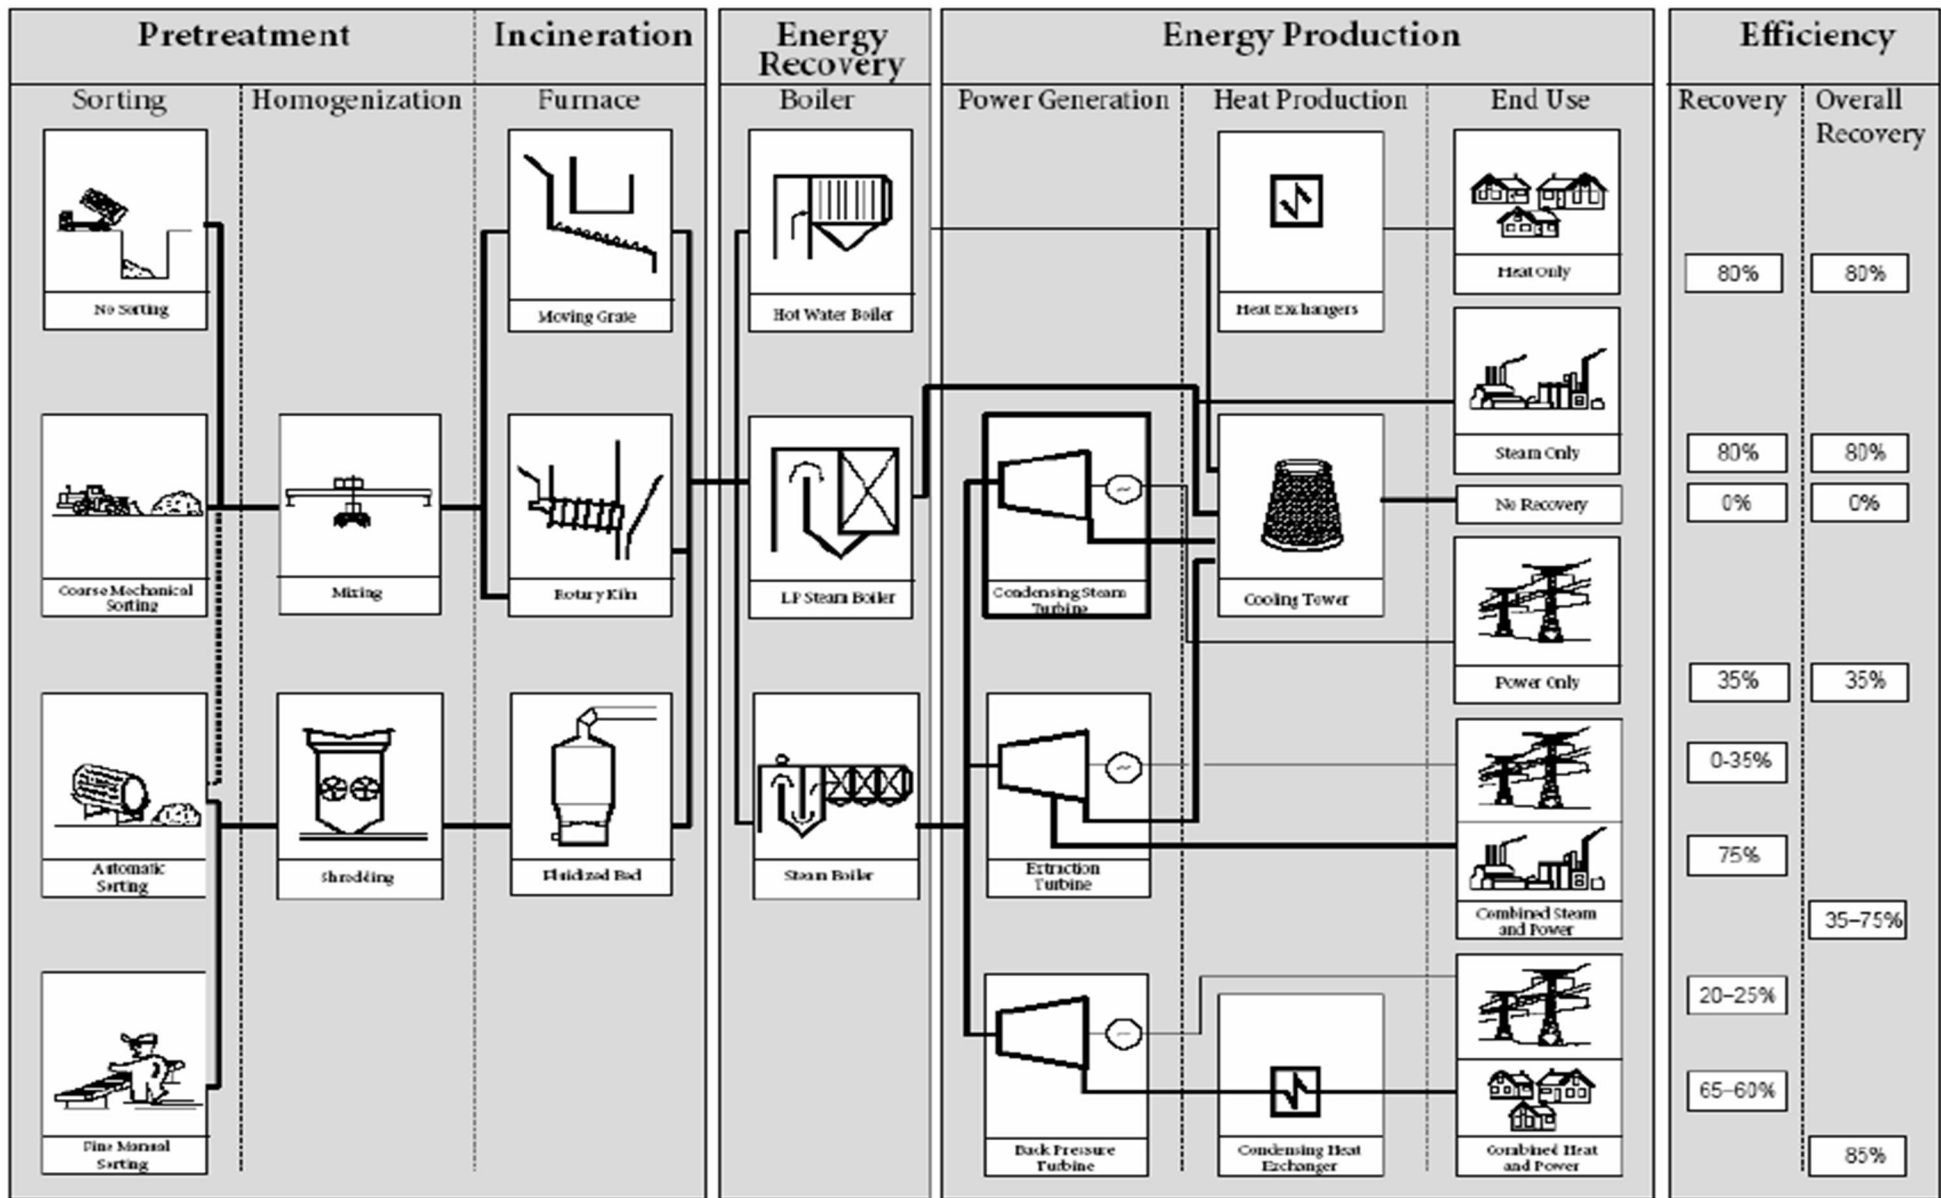 Pretreatment
Incineration
Energy
Recovery
Energy Production
Efficiency
Sorting
Homogenization
Furnace
Boiler
Power Generation
Heat Production
End Use
Recovery
Overall
Recovery
No Sorting
Moving Grate
Hot Water Boiler
Heat Exchangers
Heat Only
80%
80%
Steam Only
80%
80%
No Recovery
0%
0%
Coarse Mechanical
Sorting
Mixing
Rotary Kiln
LP Steam Boiler
Condensing Steam
Turbine
Cooling Tower
Power Only
35%
35%
0-35%
75%
Automatic
Sorting
Shredding
Fluidized Bed
Steam Boiler
Extraction
Turbine
Combined Steam
and Power
35–75%
20–25%
65–60%
Fine Manual
Sorting
Back Pressure
Turbine
Condensing Heat
Exchanger
Combined Heat
and Power
85%